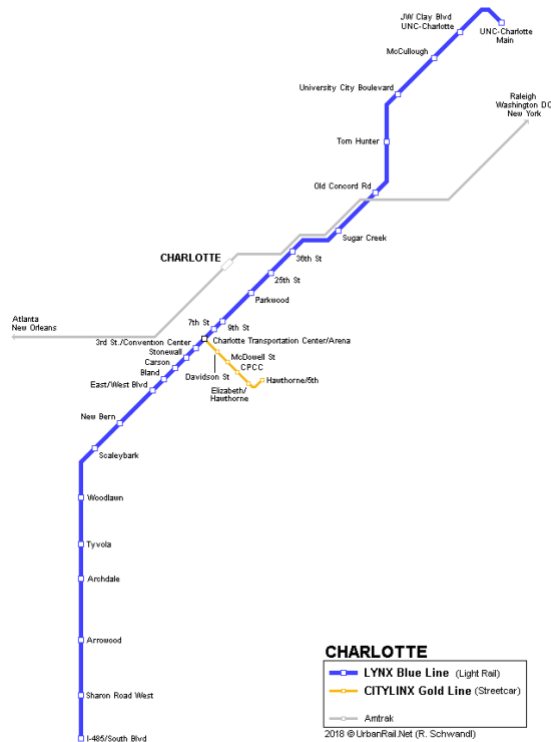 JW Clay Blvd
UNC-Charlotte
UNC-Charlotte
Main
McCullough
University City Boulevard
Raleigh
Washington DC
New York
Tom Hunter
Old Concord Rd
Sugar Creek
36th St
CHARLOTTE
25th St
Parkwood
Atlanta
New Orleans
7th St
9th St
3rd St./Convention Center
Charlotte Transportation Center/Arena
Stonewall
McDowell St
Carson
CPCC
Bland
Davidson St
Hawthorne/5th
East/West Blvd
Elizabeth/
Hawthorne
New Bern
Scaleybark
Woodlawn
Tyvola
Archdale
Arrowood
Sharon Road West
I-485/South Blvd
CHARLOTTE
LYNX Blue Line (Light Rail)
CITYLINX Gold Line (Streetcar)
Amtrak
2018 © UrbanRail.Net (R. Schwandl)